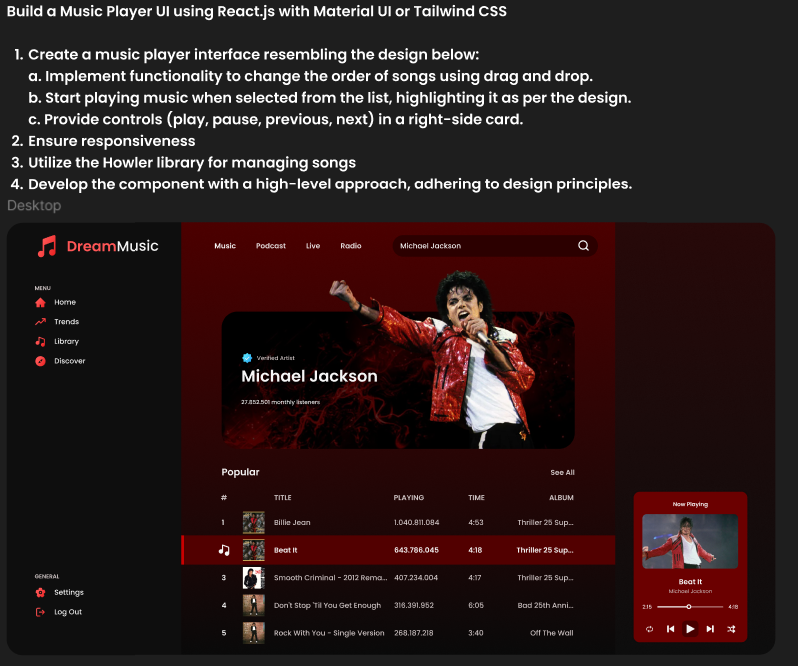 Build a Music Player UI using React.js with Material UI or Tailwind CSS
1. Create a music player interface resembling the design below:
a. Implement functionality to change the order of songs using drag and drop.
b. Start playing music when selected from the list, highlighting it as per the design.
c. Provide controls (play, pause, previous, next) in a right-side card.
2. Ensure responsiveness
3. Utilize the Howler library for managing songs
4. Develop the component with a high-level approach, adhering to design principles.
Desktop
DreamMusic
Music Podcast Live Radio Michael Jackson
MENU
Home
Trends
Library
Discover
Verified Artist
Michael Jackson
27.852.501 monthly listeners
Popular See All
# TITLE PLAYING TIME ALBUM
1 Billie Jean 1.040.811.084 4:53 Thriller 25 Sup...
Beat It 643.786.045 4:18 Thriller 25 Sup...
3 Smooth Criminal - 2012 Rema... 407.234.004 4:17 Thriller 25 Sup...
4 Don't Stop 'Til You Get Enough 316.391.952 6:05 Bad 25th Anni...
5 Rock With You - Single Version 268.187.218 3:40 Off The Wall
GENERAL
Settings
Log Out
Now Playing
Beat It
Michael Jackson
2:15 4:18